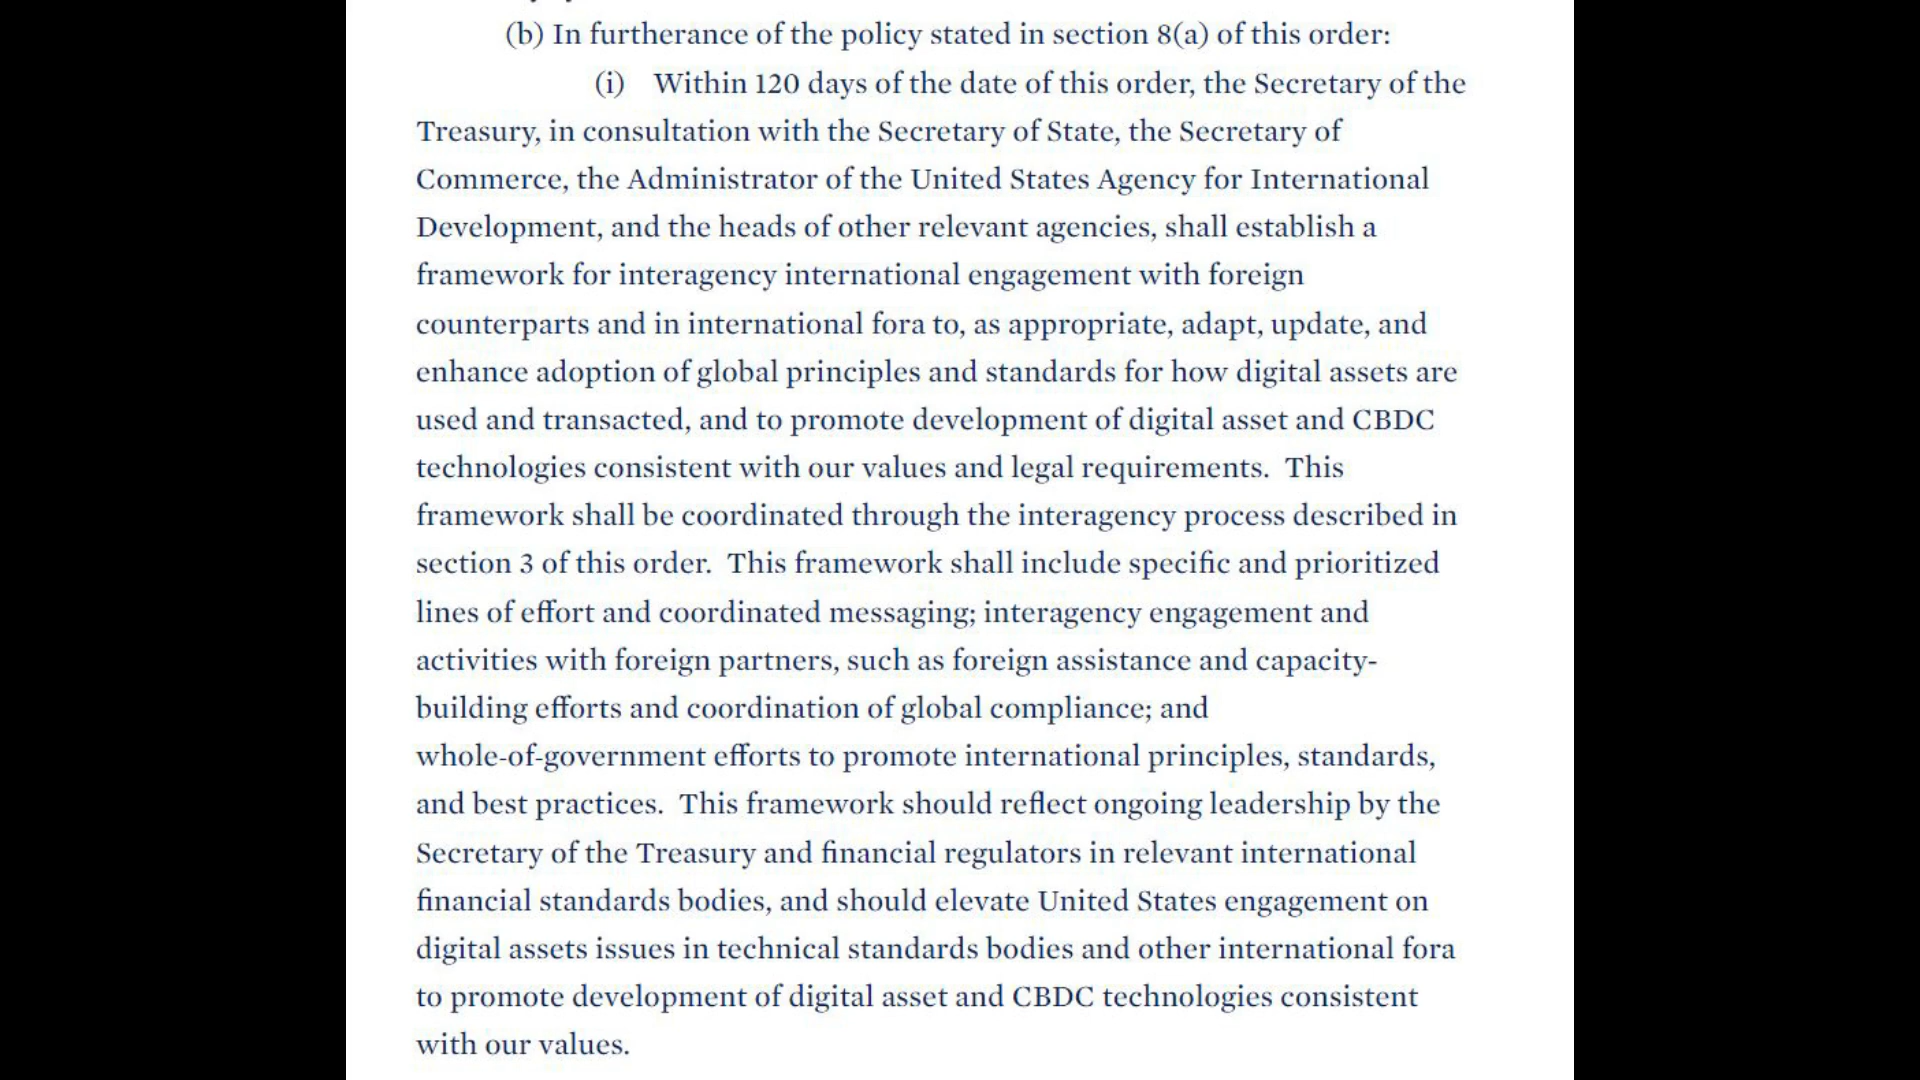 (b) In furtherance of the policy stated in section 8(a) of this order:
(i) Within 120 days of the date of this order, the Secretary of the
Treasury, in consultation with the Secretary of State, the Secretary of
Commerce, the Administrator of the United States Agency for International
Development, and the heads of other relevant agencies, shall establish a
framework for interagency international engagement with foreign
counterparts and in international fora to, as appropriate, adapt, update, and
enhance adoption of global principles and standards for how digital assets are
used and transacted, and to promote development of digital asset and CBDC
technologies consistent with our values and legal requirements.  This
framework shall be coordinated through the interagency process described in
section 3 of this order.  This framework shall include specific and prioritized
lines of effort and coordinated messaging; interagency engagement and
activities with foreign partners, such as foreign assistance and capacity-
building efforts and coordination of global compliance; and
whole-of-government efforts to promote international principles, standards,
and best practices.  This framework should reflect ongoing leadership by the
Secretary of the Treasury and financial regulators in relevant international
financial standards bodies, and should elevate United States engagement on
digital assets issues in technical standards bodies and other international fora
to promote development of digital asset and CBDC technologies consistent
with our values.